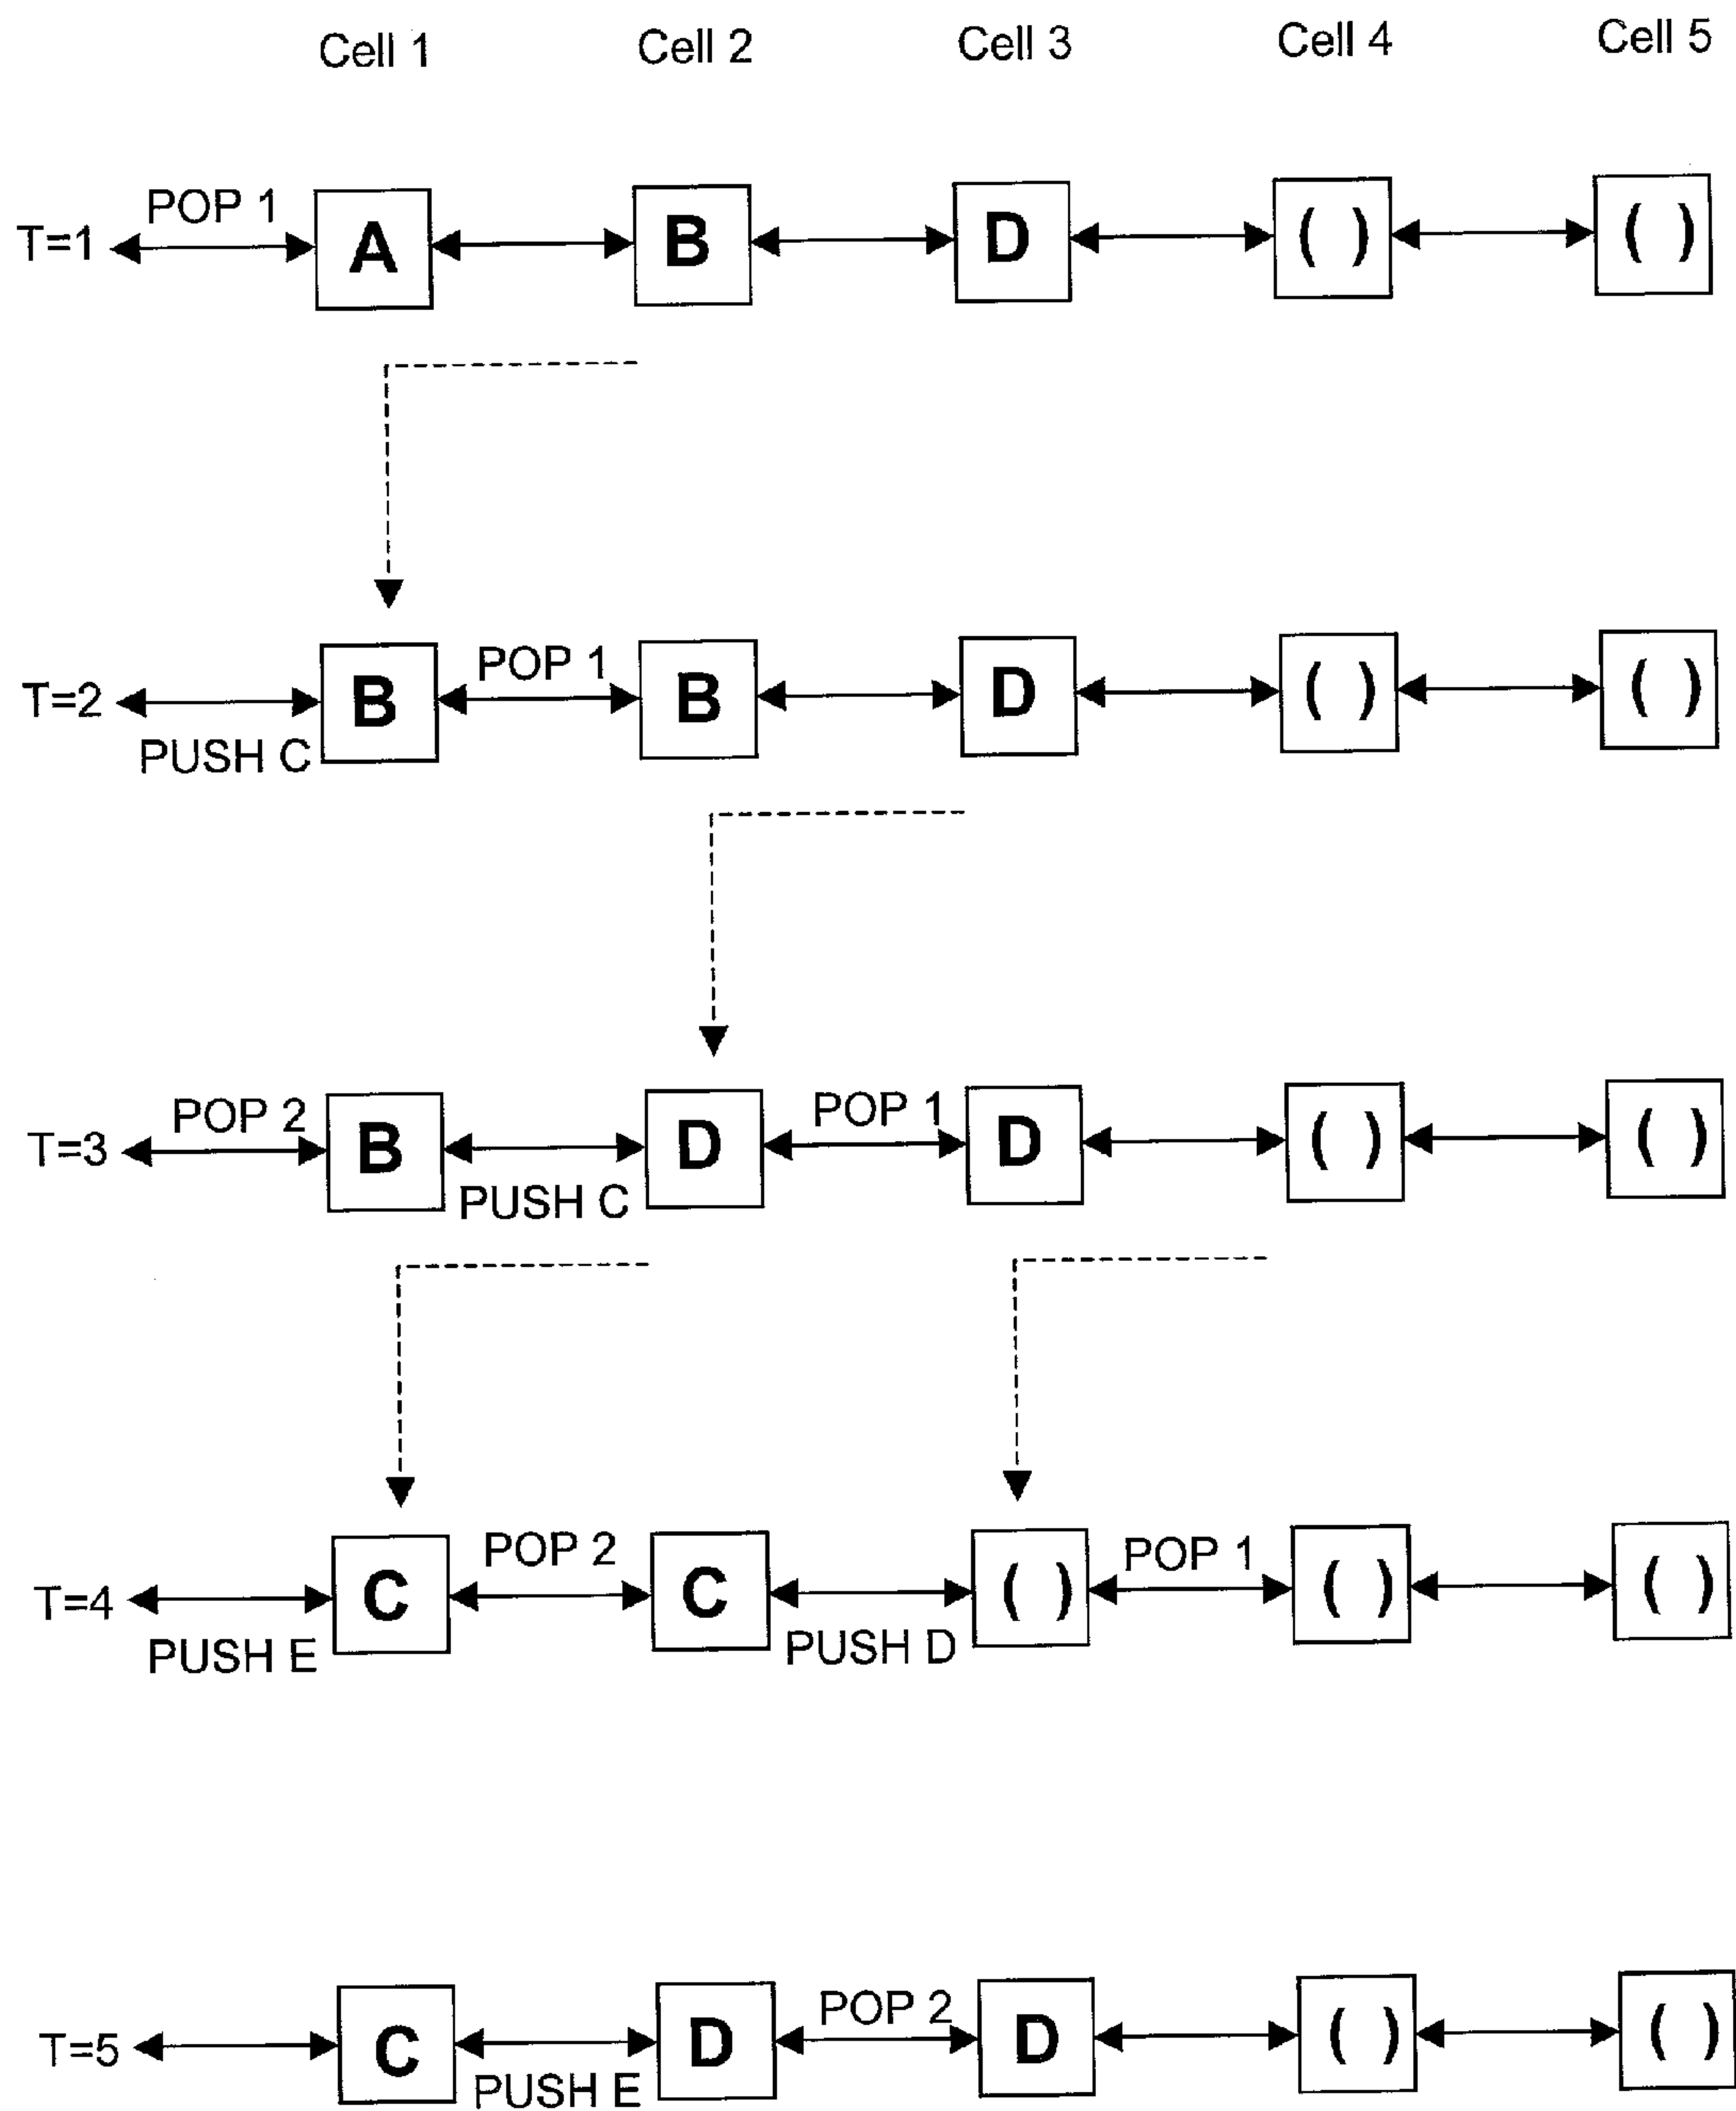 Cell 1 Cell 2 Cell 3 Cell 4 Cell 5
POP 1
T=1 A B D ( ) ( )
POP 1
T=2 B B D ( ) ( )
PUSH C
POP 2 POP 1
T=3 B D D ( ) ( )
PUSH C
POP 2 POP 1
T=4 C C ( ) ( ) ( )
PUSH E PUSH D
POP 2
T=5 C D D ( ) ( )
PUSH E